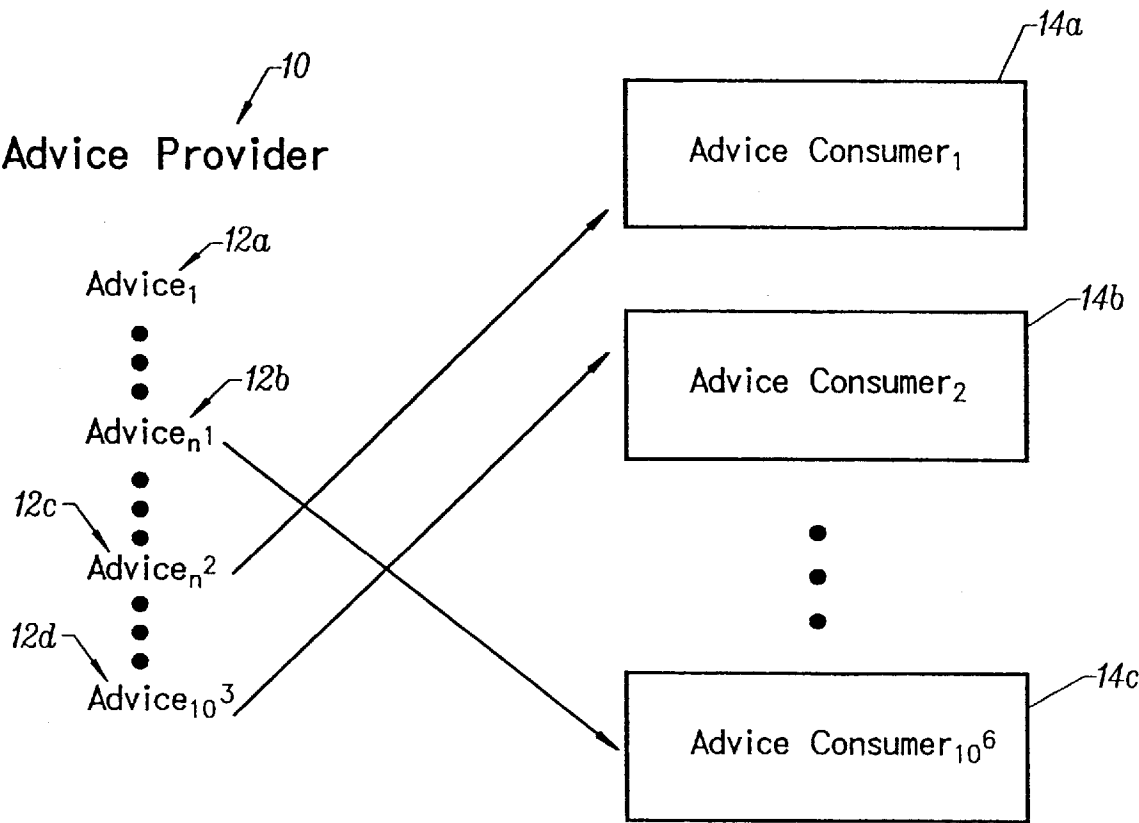 10
Advice Provider
12a
Advice₁
12b
Adviceₙ1
12c
Adviceₙ2
12d
Advice₁₀3
14a
Advice Consumer₁
14b
Advice Consumer₂
14c
Advice Consumer₁₀6